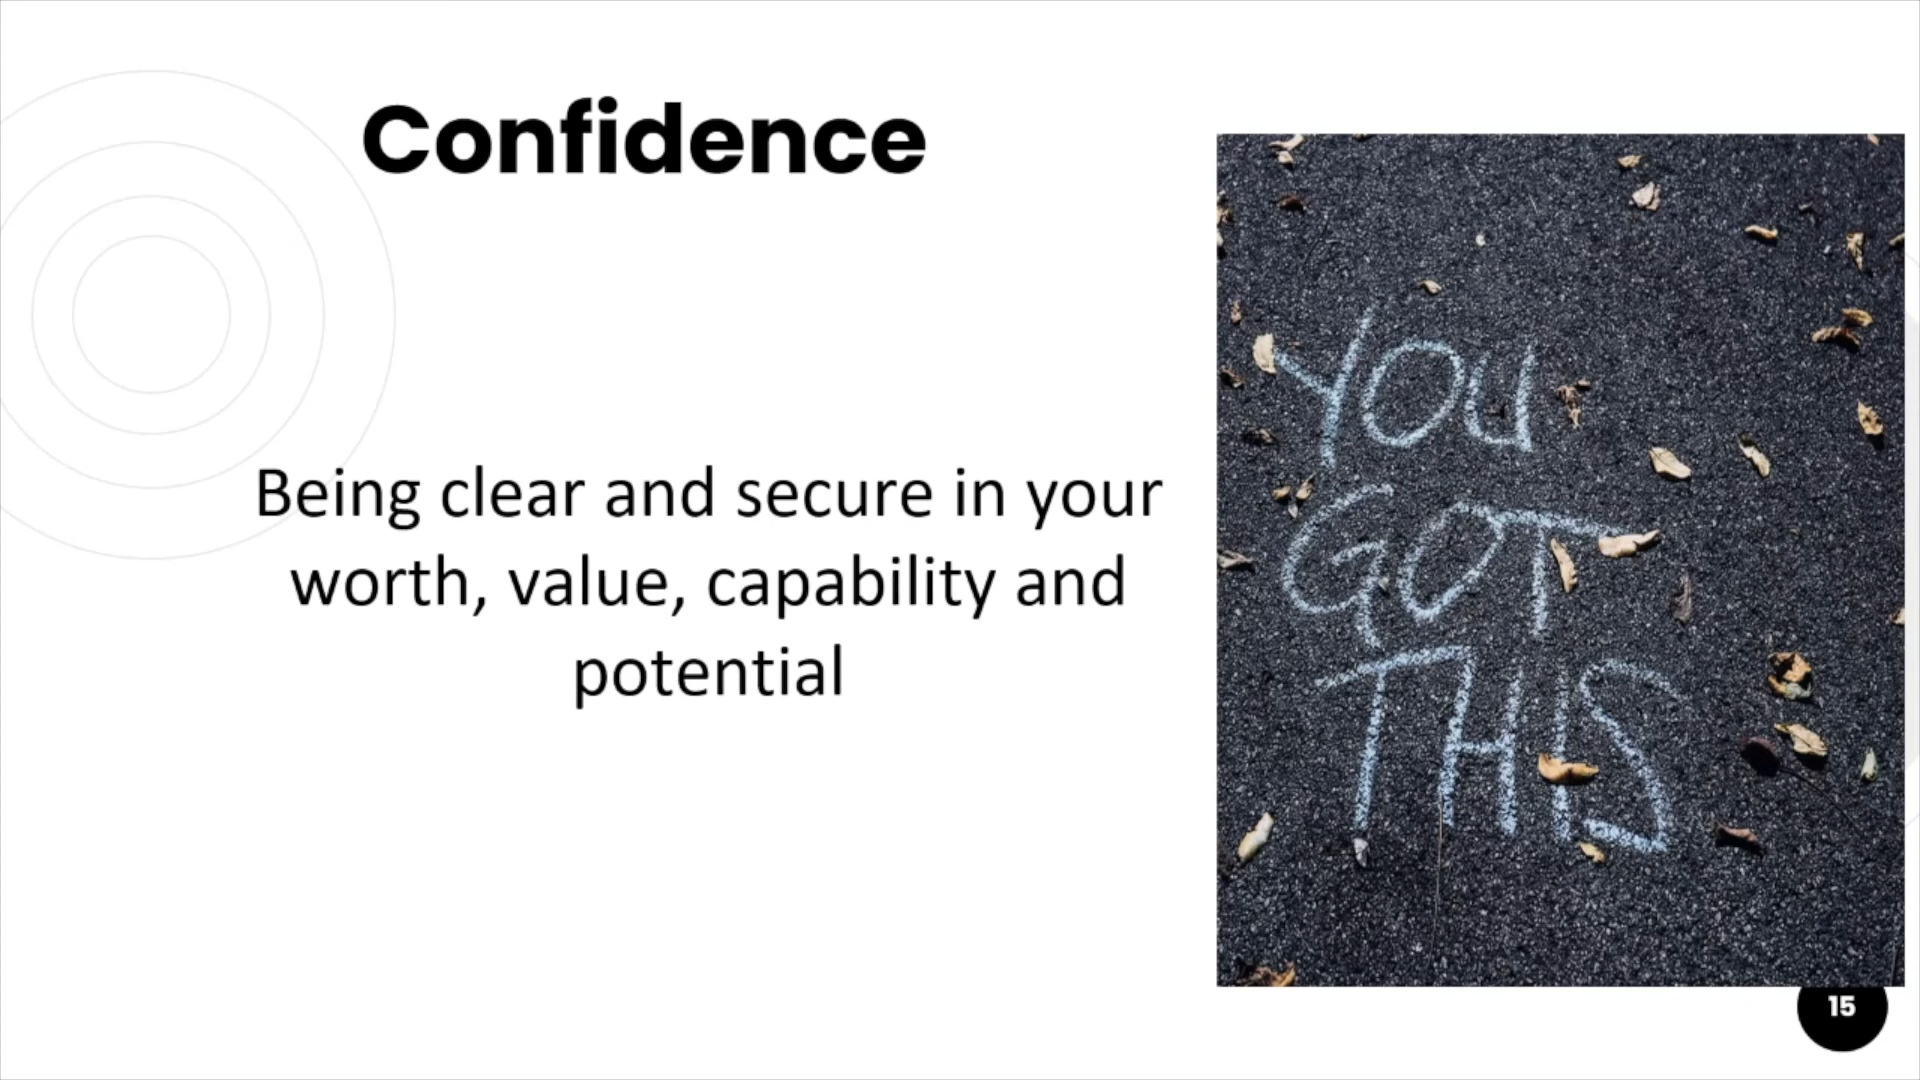 Confidence
Being clear and secure in your
worth, value, capability and
potential
YOU
GOT
THIS
15